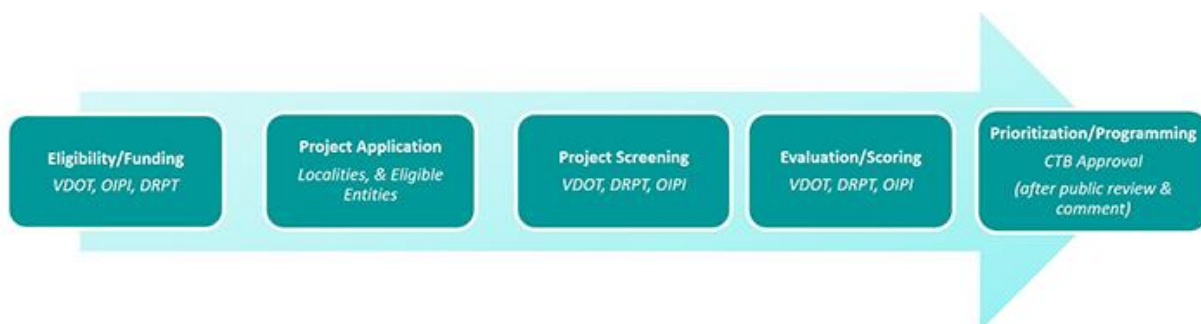 Eligibility/Funding
VDOT, OIPI, DRPT
Project Application
Localities, & Eligible
Entities
Project Screening
VDOT, DRPT, OIPI
Evaluation/Scoring
VDOT, DRPT, OIPI
Prioritization/Programming
CTB Approval
(after public review &
comment)